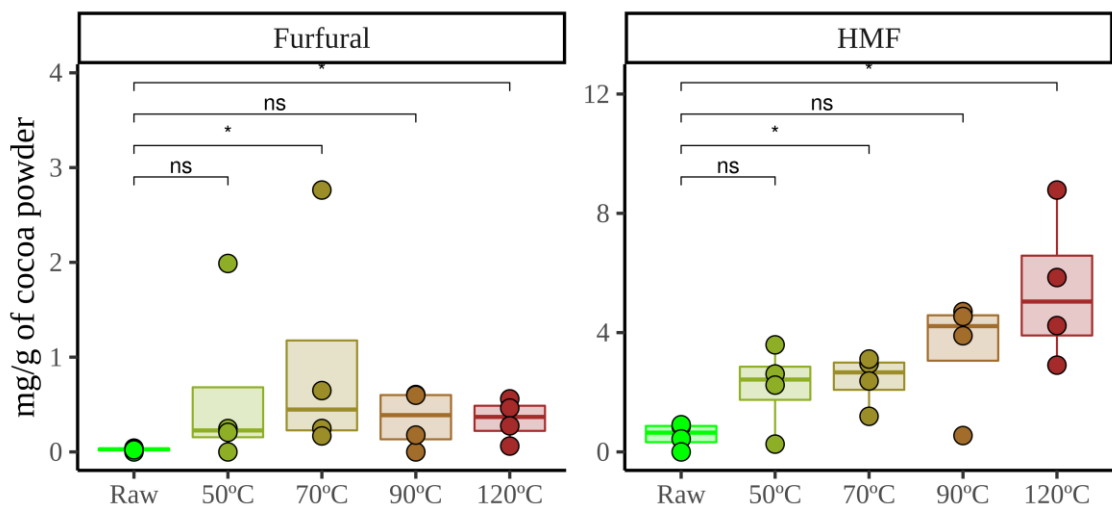 Furfural
HMF
mg/g of cocoa powder
4
3
2
1
0
*
ns
*
ns
Raw
50ºC
70ºC
90ºC
120ºC
12
8
4
0
*
ns
*
ns
Raw
50ºC
70ºC
90ºC
120ºC